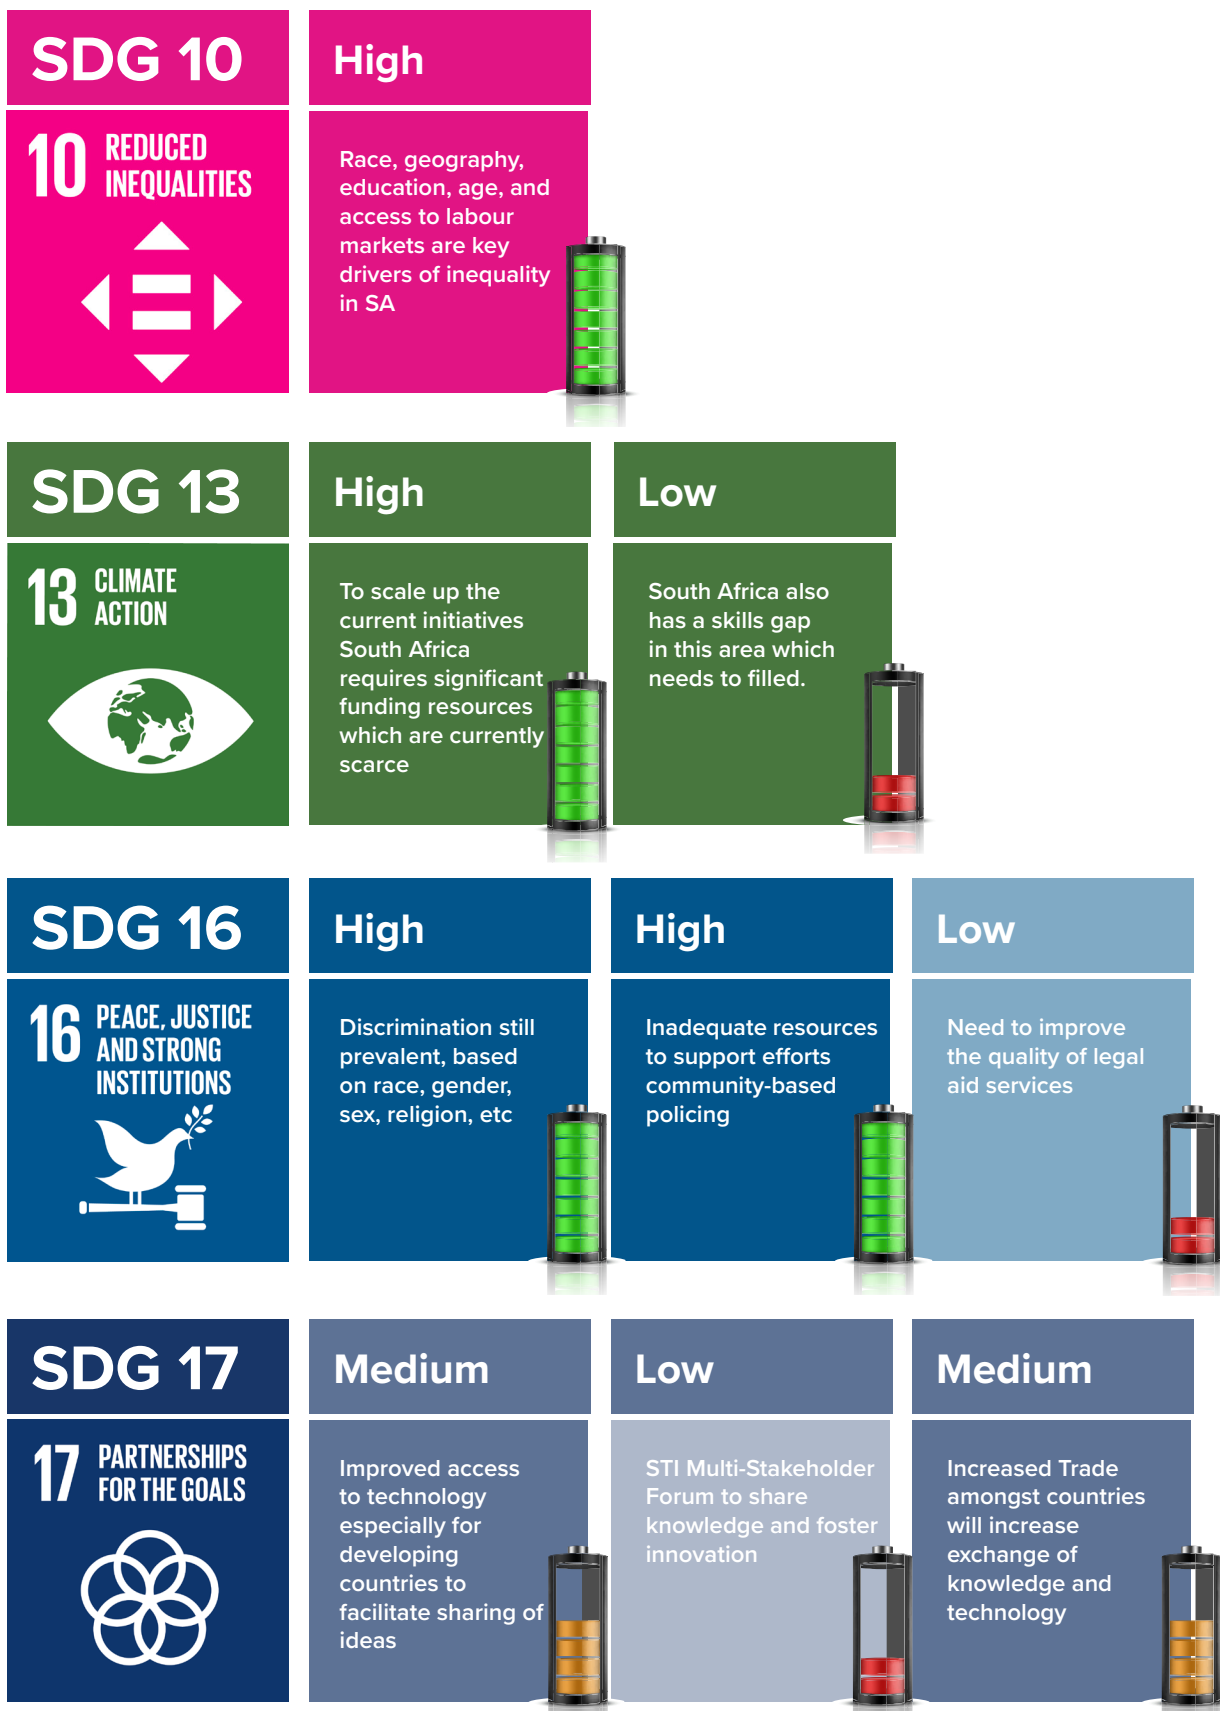 SDG 10
High
10 REDUCED
INEQUALITIES
Race, geography,
education, age, and
access to labour
markets are key
drivers of inequality
in SA
SDG 13
High
Low
13 CLIMATE
ACTION
To scale up the
current initiatives
South Africa
requires significant
funding resources
which are currently
scarce
South Africa also
has a skills gap
in this area which
needs to filled.
SDG 16
High
High
Low
16 PEACE, JUSTICE
AND STRONG
INSTITUTIONS
Discrimination still
prevalent, based
on race, gender,
sex, religion, etc
Inadequate resources
to support efforts
community-based
policing
Need to improve
the quality of legal
aid services
SDG 17
Medium
Low
Medium
17 PARTNERSHIPS
FOR THE GOALS
Improved access
to technology
especially for
developing
countries to
facilitate sharing of
ideas
STI Multi-Stakeholder
Forum to share
knowledge and foster
innovation
Increased Trade
amongst countries
will increase
exchange of
knowledge and
technology